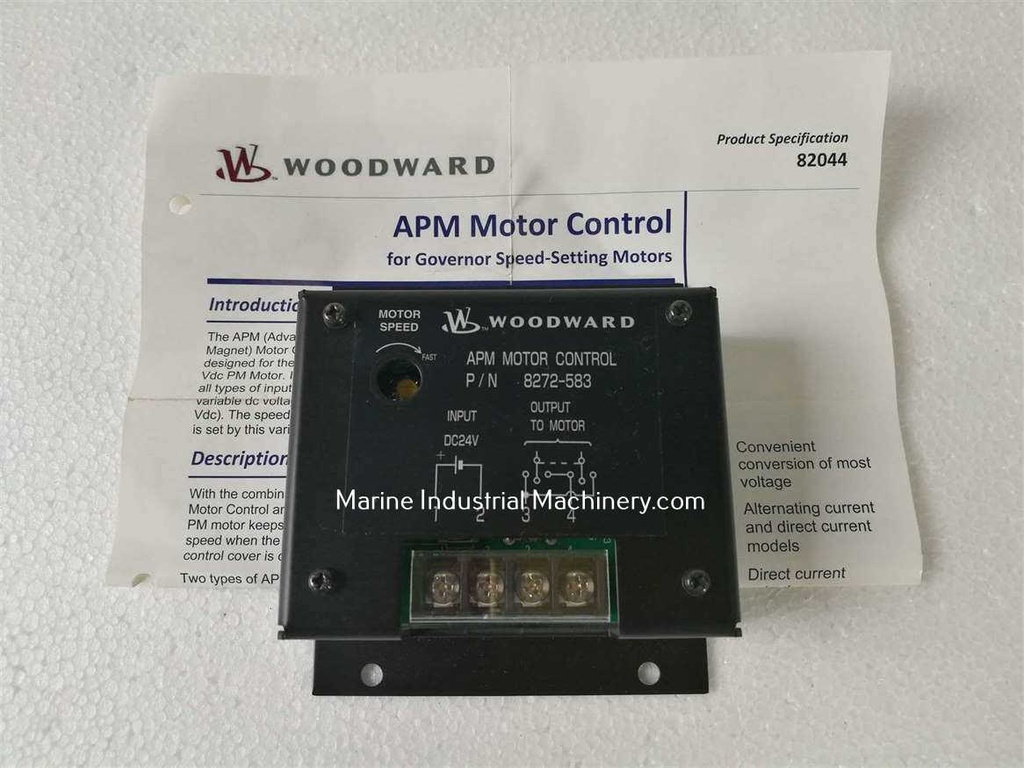 WOODWARD
Product Specification
82044
APM Motor Control
for Governor Speed-Setting Motors
Introductio
The APM (Adva
Magnet) Motor
designed for the
Vdc PM Motor.
all types of input
variable dc volta
Vdc). The speed
is set by this vari
Description
With the combin
Motor Control an
PM motor keeps
speed when the
control cover is
Two types of AP
Convenient
conversion of most
voltage
Alternating current
and direct current
models
Direct current
MOTOR
SPEED
FAST
WOODWARD
APM MOTOR CONTROL
P/N 8272-583
INPUT
DC24V
+
OUTPUT
TO MOTOR
1 2 3 4
Marine Industrial Machinery.com